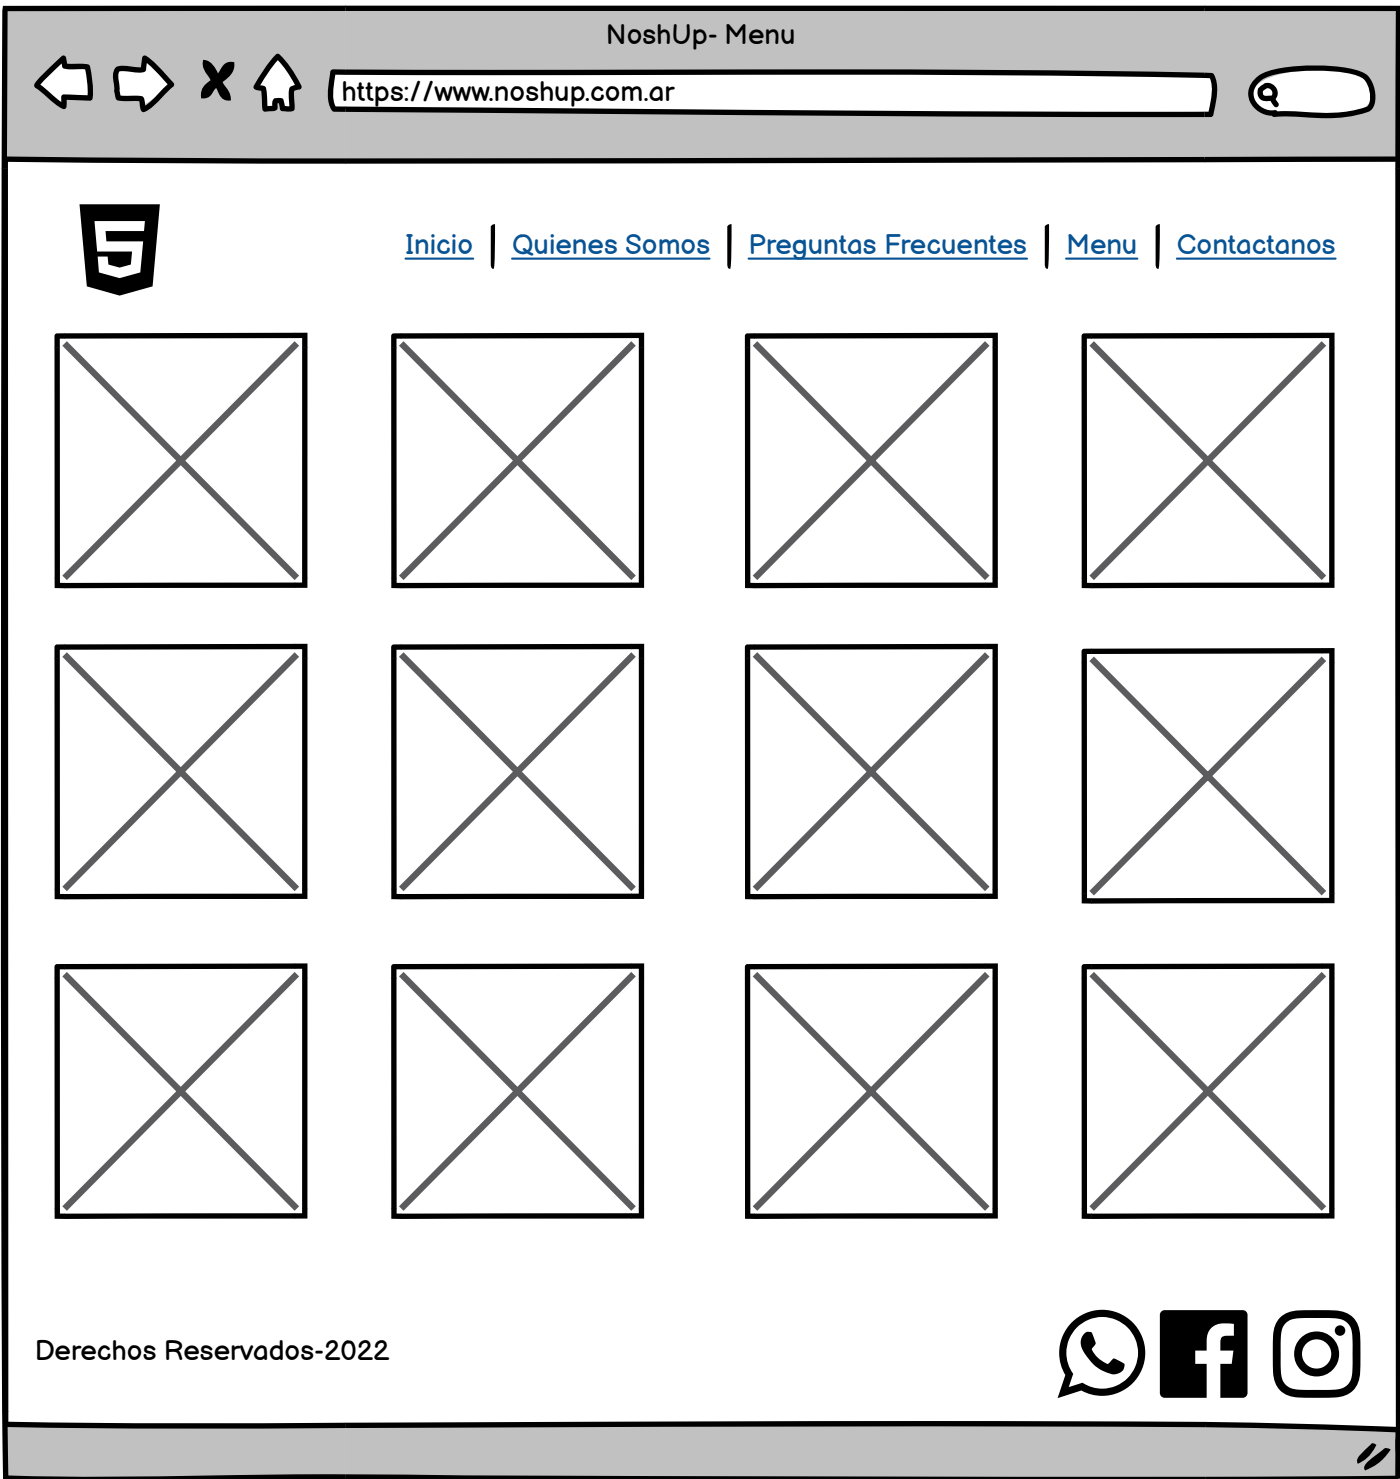 NoshUp- Menu
https://www.noshup.com.ar
Inicio | Quienes Somos | Preguntas Frecuentes | Menu | Contactanos
Derechos Reservados-2022